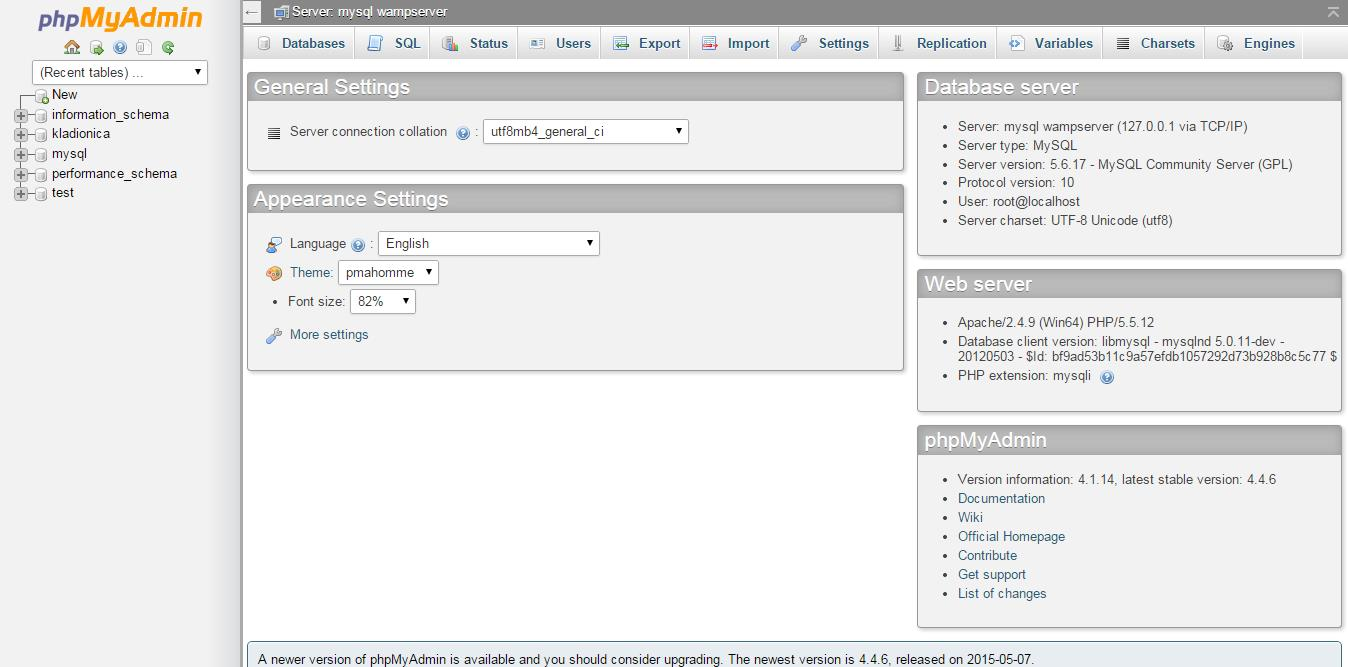 phpMyAdmin
(Recent tables) ...
New
information_schema
kladionica
mysql
performance_schema
test
Server: mysql wampserver
Databases
SQL
Status
Users
Export
Import
Settings
Replication
Variables
Charsets
Engines
General Settings
Server connection collation :
utf8mb4_general_ci
Appearance Settings
Language : English
Theme: pmahomme
• Font size: 82%
More settings
Database server
• Server: mysql wampserver (127.0.0.1 via TCP/IP)
• Server type: MySQL
• Server version: 5.6.17 - MySQL Community Server (GPL)
• Protocol version: 10
• User: root@localhost
• Server charset: UTF-8 Unicode (utf8)
Web server
• Apache/2.4.9 (Win64) PHP/5.5.12
• Database client version: libmysql - mysqlnd 5.0.11-dev -
20120503 - $Id: bf9ad53b11c9a57efdb1057292d73b928b8c5c77 $
• PHP extension: mysqli
phpMyAdmin
• Version information: 4.1.14, latest stable version: 4.4.6
• Documentation
• Wiki
• Official Homepage
• Contribute
• Get support
• List of changes
A newer version of phpMyAdmin is available and you should consider upgrading. The newest version is 4.4.6, released on 2015-05-07.